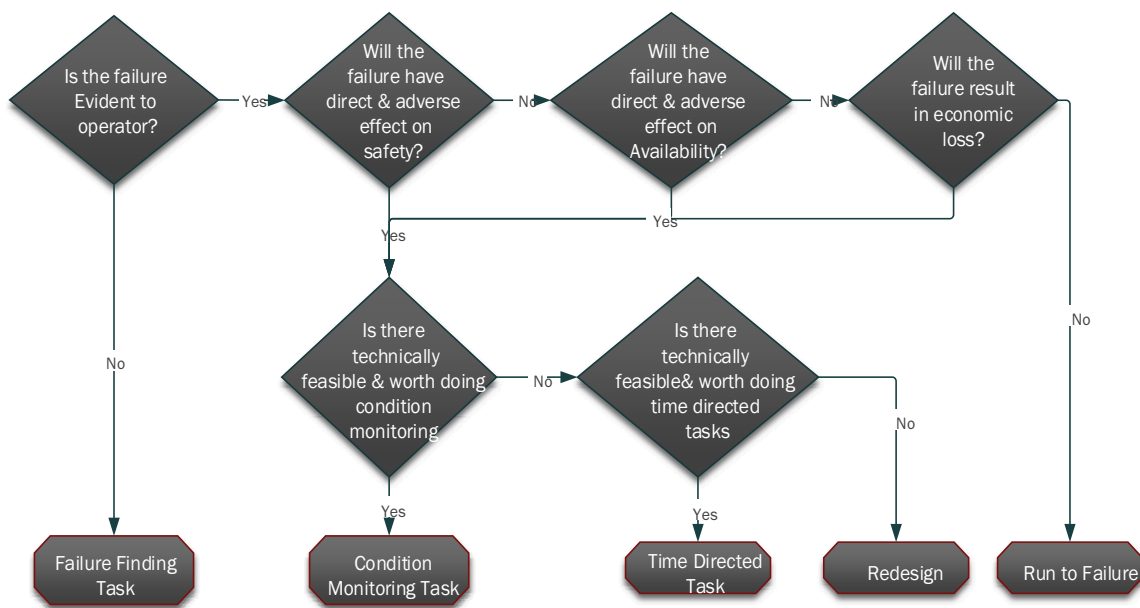 Is the failure
Evident to
operator?
Yes
Will the
failure have
direct & adverse
effect on
safety?
No
Will the
failure have
direct & adverse
effect on
Availability?
No
Will the
failure result
in economic
loss?
Yes
Yes
No
No
Is there
technically
feasible & worth doing
condition
monitoring
No
Is there
technically
feasible& worth doing
time directed
tasks
No
Yes
Yes
Failure Finding
Task
Condition
Monitoring Task
Time Directed
Task
Redesign
Run to Failure